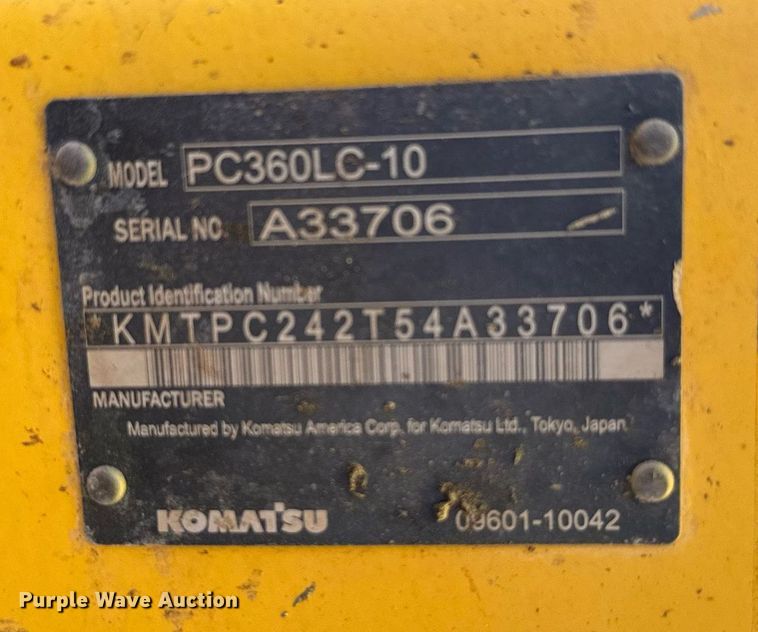 MODEL PC360LC-10
SERIAL NO. A33706
Product Identification Number
*KMTPC242T54A33706*
MANUFACTURER
Manufactured by Komatsu America Corp. for Komatsu Ltd., Tokyo, Japan
KOMATSU 09601-10042
Purple Wave Auction